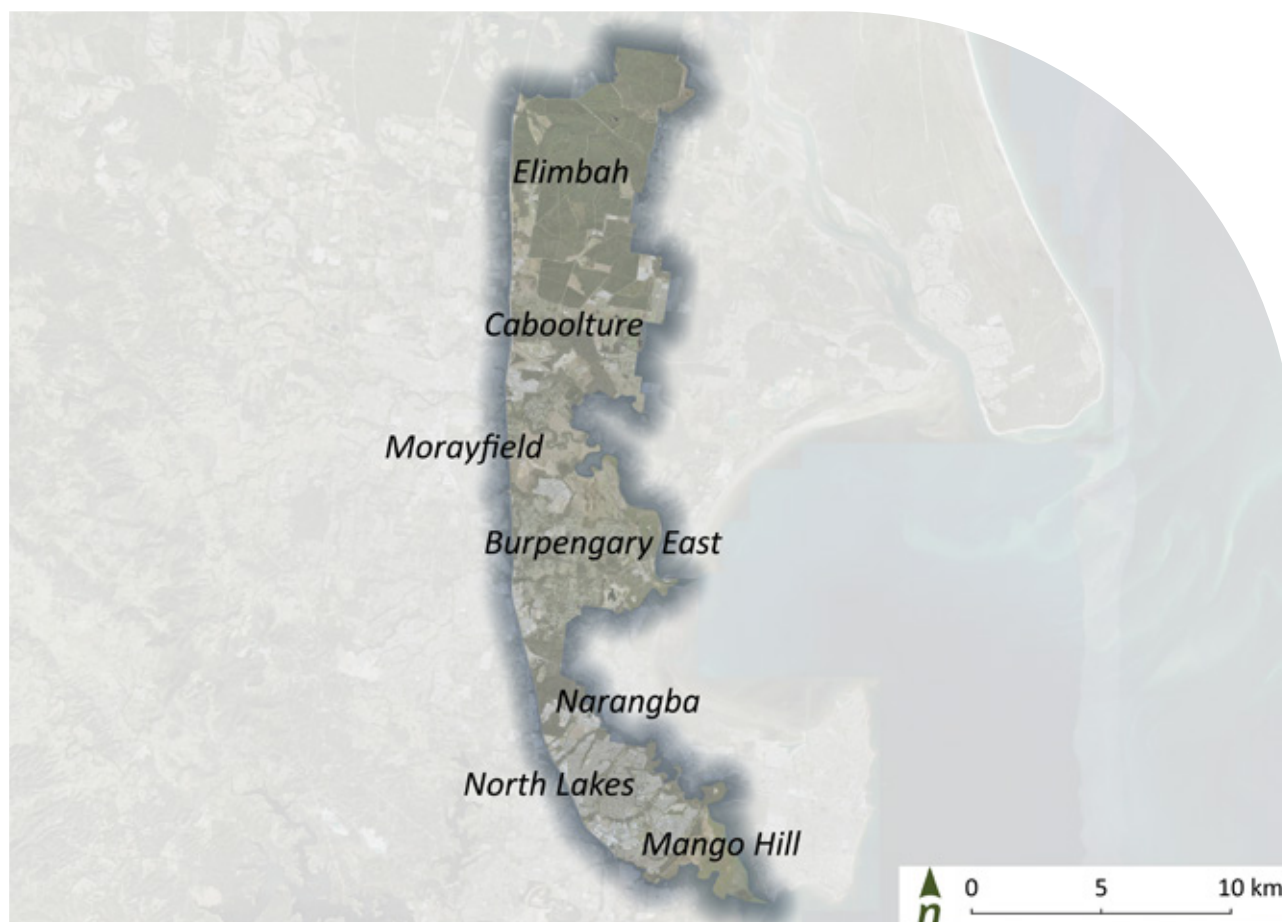 Elimbah
Caboolture
Morayfield
Burpengary East
Narangba
North Lakes
Mango Hill
0 5 10 km
n